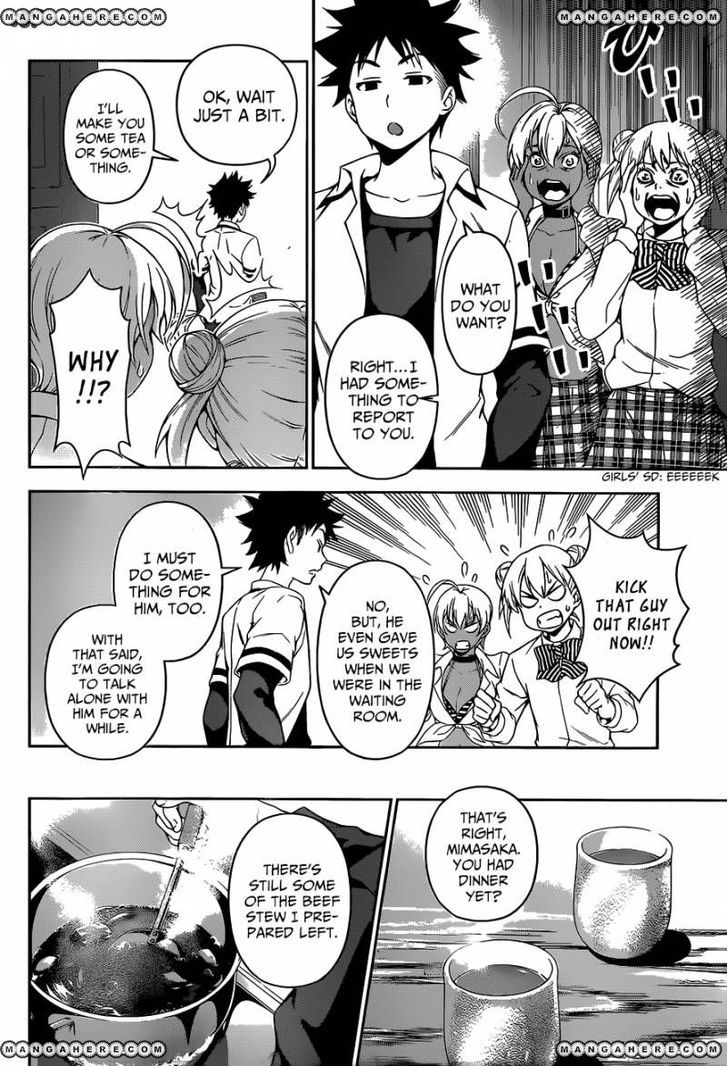 MANGAHERE.COM
MANGAHERE.COM
WHAT
DO YOU
WANT?
RIGHT...I
HAD SOME-
THING TO
REPORT
TO YOU.
GIRLS' SD: EEEEEEK
OK, WAIT
JUST A BIT.
I'LL
MAKE YOU
SOME TEA
OR SOME-
THING.
WHY
!!?
KICK
THAT GUY
OUT RIGHT
NOW!!
NO,
BUT, HE
EVEN GAVE
US SWEETS
WHEN WE
WERE IN THE
WAITING
ROOM.
I MUST
DO SOME-
THING FOR
HIM, TOO.
WITH
THAT SAID,
I'M GOING
TO TALK
ALONE WITH
HIM FOR A
WHILE.
THAT'S
RIGHT,
MIMASAKA.
YOU HAD
DINNER
YET?
THERE'S
STILL SOME
OF THE BEEF
STEW I PRE-
PARED LEFT.
MANGAHERE.COM
MANGAHERE.COM